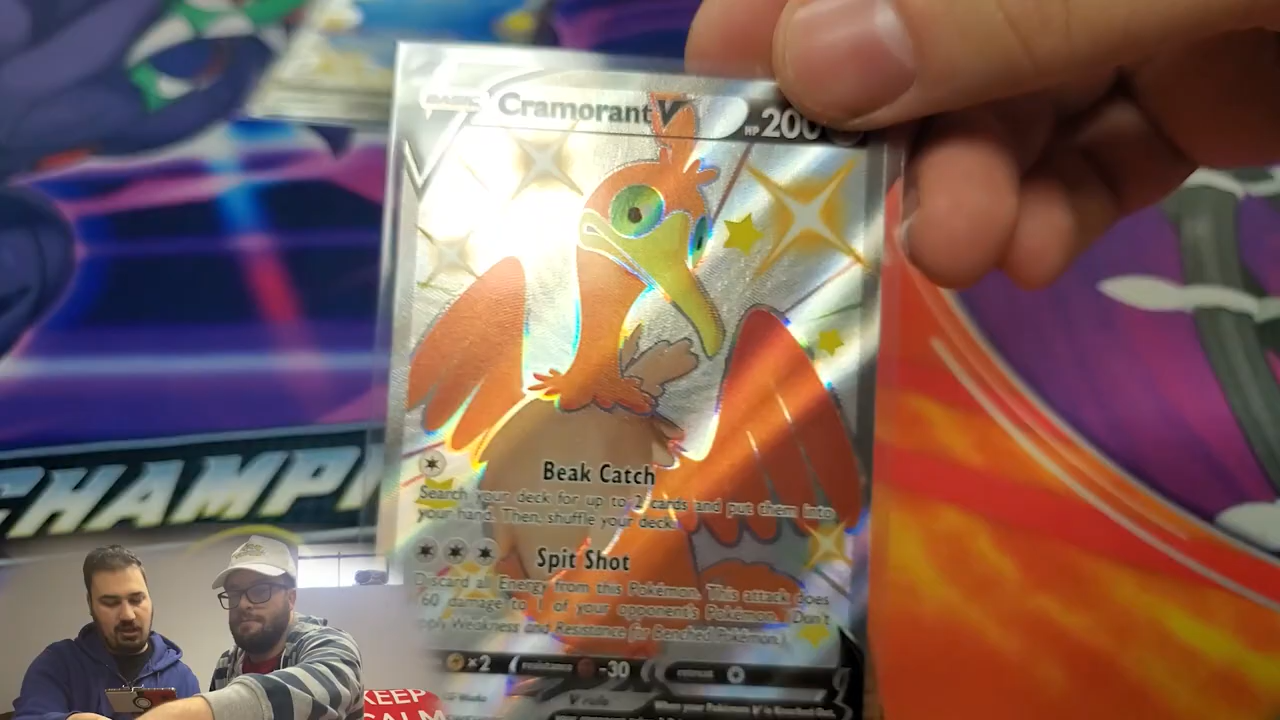 BASIC
Cramorant V
HP 200
CHAMPI
Beak Catch
Search your deck for up to 2 cards and put them into
your hand. Then, shuffle your deck.
Spit Shot
Discard all Energy from this Pokémon. This attack does
60 damage to 1 of your opponent's Pokémon. (Don't
Weakness and Resistance for Benched Pokémon.)
×2 resistance -30 retreat
V rule
When your Pokémon V is Knocked Out,
KEEP
CALM